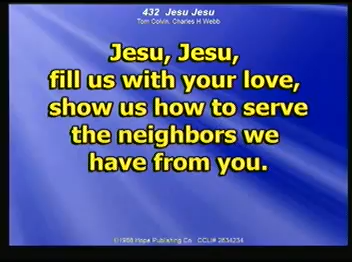 432 Jesu Jesu
Tom Colvin, Charles H Webb
Jesu, Jesu,
fill us with your love,
show us how to serve
the neighbors we
have from you.
©1986 Hope Publishing Co CCLI# 2634234